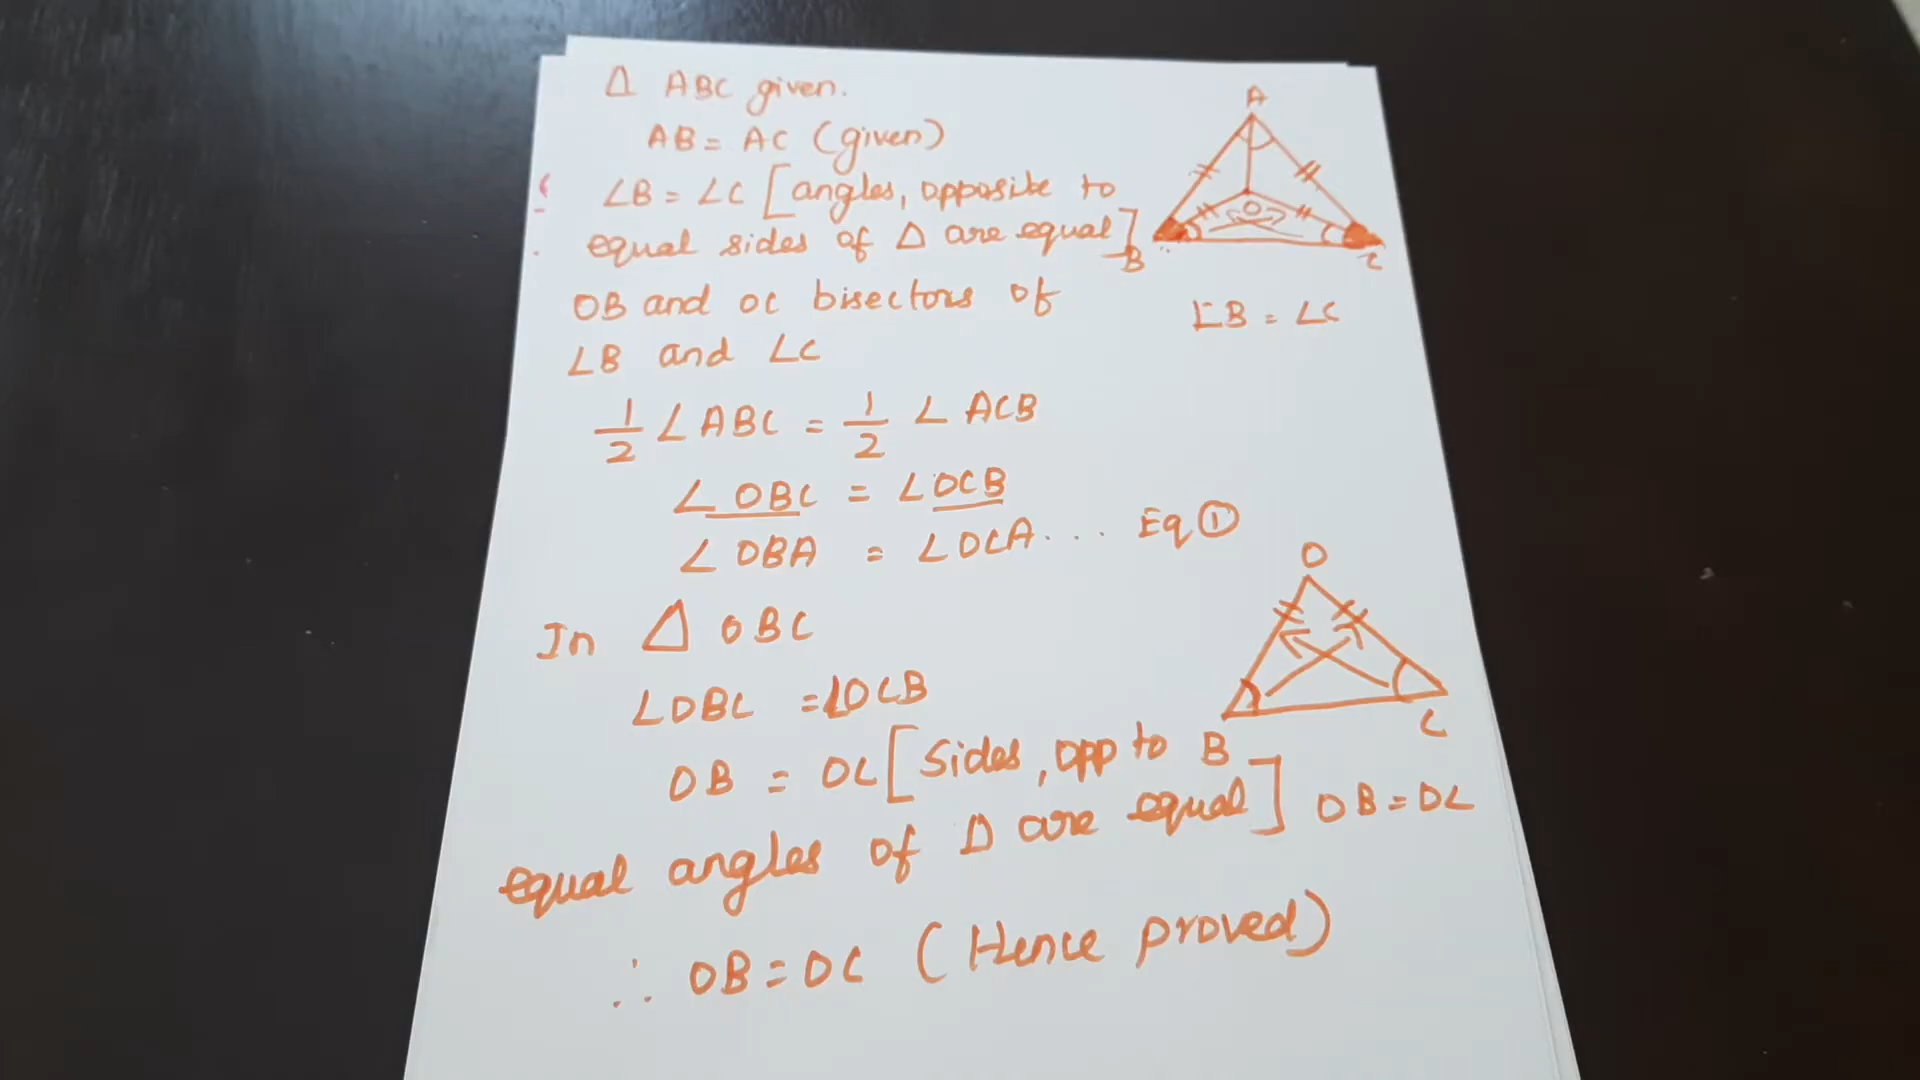 Δ ABC given.
AB = AC (given)
∠B = ∠C [angles, opposite to
equal sides of Δ are equal]
OB and OC bisectors of
∠B and ∠C
1/2 ∠ABC = 1/2 ∠ACB
∠OBC = ∠OCB
∠OBA = ∠OCA... Eq ①
In Δ OBC
∠OBC = ∠OCB
OB = OC [Sides, opp to
equal angles of Δ are equal]
∴ OB = OC (Hence proved)
A
O
B
C
∠B = ∠C
O
B
C
OB = OC